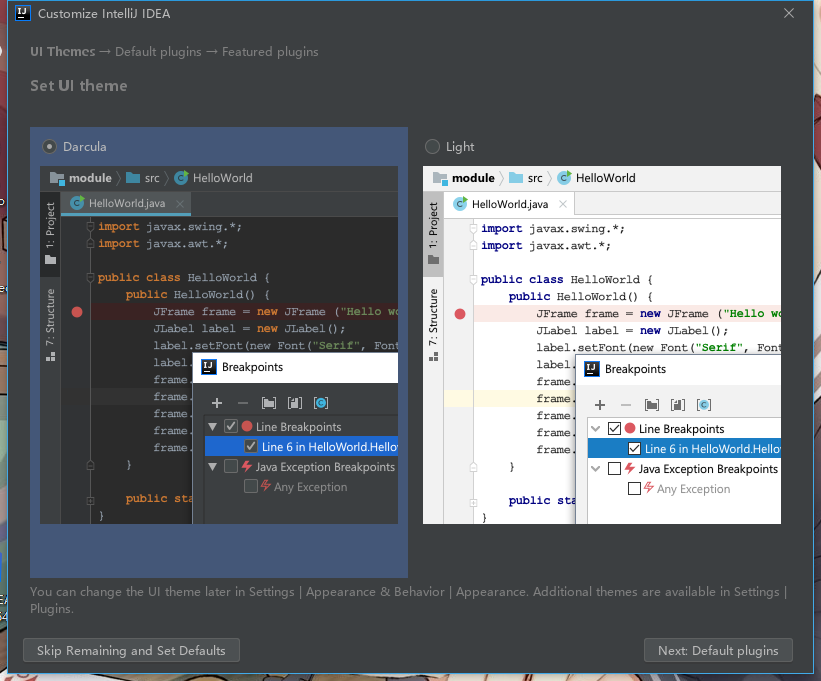 Customize IntelliJ IDEA
UI Themes → Default plugins → Featured plugins
Set UI theme
Darcula
module
src
HelloWorld
HelloWorld.java
1: Project
7: Structure
import javax.swing.*;
import javax.awt.*;
public class HelloWorld {
public HelloWorld() {
JFrame frame = new JFrame ("Hello wo
JLabel label = new JLabel();
label.setFont(new Font("Serif", Font
label.
frame.
frame.
frame.
frame.
frame.
}
public sta
}
IJ
Breakpoints
Line Breakpoints
Line 6 in HelloWorld.Hello
Java Exception Breakpoints
Any Exception
Light
module
src
HelloWorld
HelloWorld.java
1: Project
7: Structure
import javax.swing.*;
import javax.awt.*;
public class HelloWorld {
public HelloWorld() {
JFrame frame = new JFrame ("Hello wo
JLabel label = new JLabel();
label.setFont(new Font("Serif", Font
label.
frame.
frame.
frame.
frame.
frame.
}
public sta
}
IJ
Breakpoints
Line Breakpoints
Line 6 in HelloWorld.Hello
Java Exception Breakpoints
Any Exception
You can change the UI theme later in Settings | Appearance & Behavior | Appearance. Additional themes are available in Settings |
Plugins.
Skip Remaining and Set Defaults
Next: Default plugins